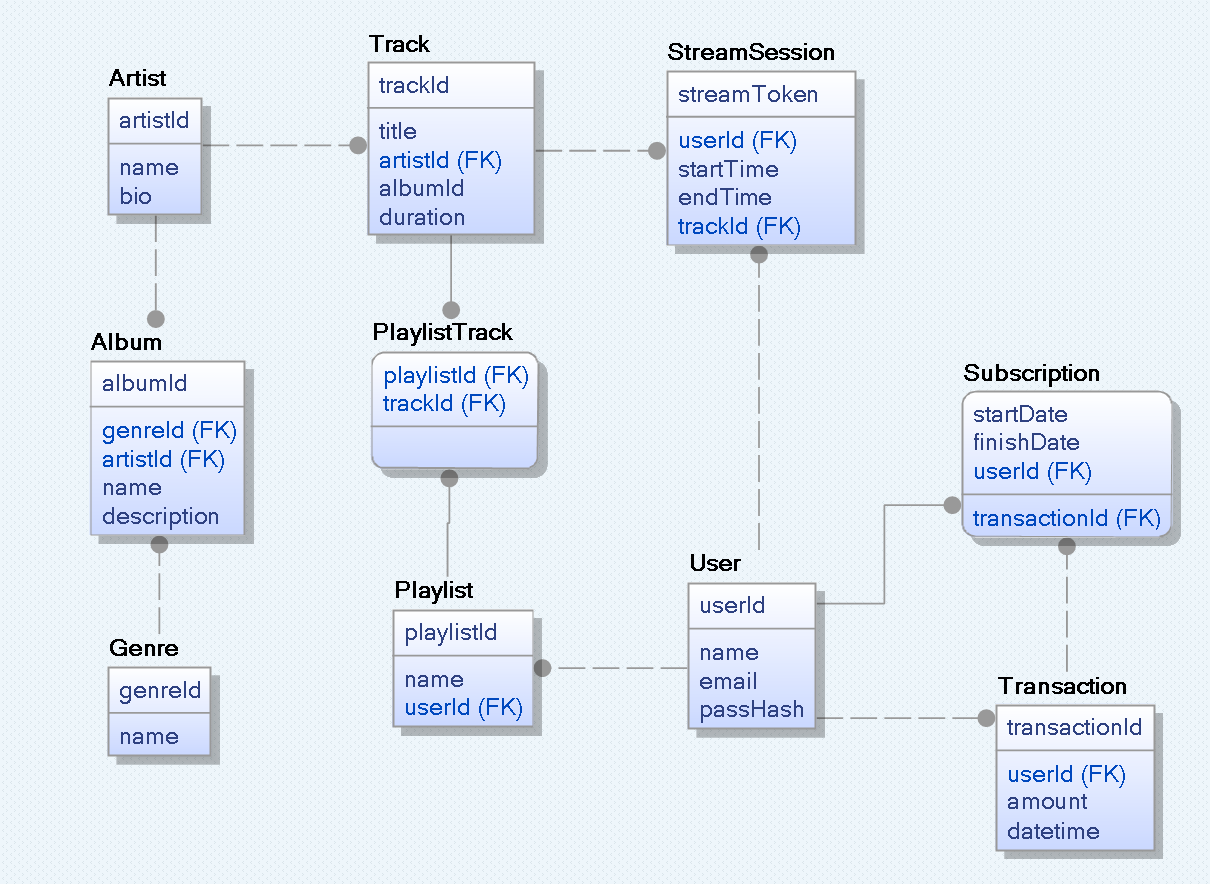 Track
trackId
title
artistId (FK)
albumId
duration
StreamSession
streamToken
userId (FK)
startTime
endTime
trackId (FK)
Artist
artistId
name
bio
Album
albumId
genreId (FK)
artistId (FK)
name
description
PlaylistTrack
playlistId (FK)
trackId (FK)
Subscription
startDate
finishDate
userId (FK)
transactionId (FK)
User
userId
name
email
passHash
Playlist
playlistId
name
userId (FK)
Genre
genreId
name
Transaction
transactionId
userId (FK)
amount
datetime